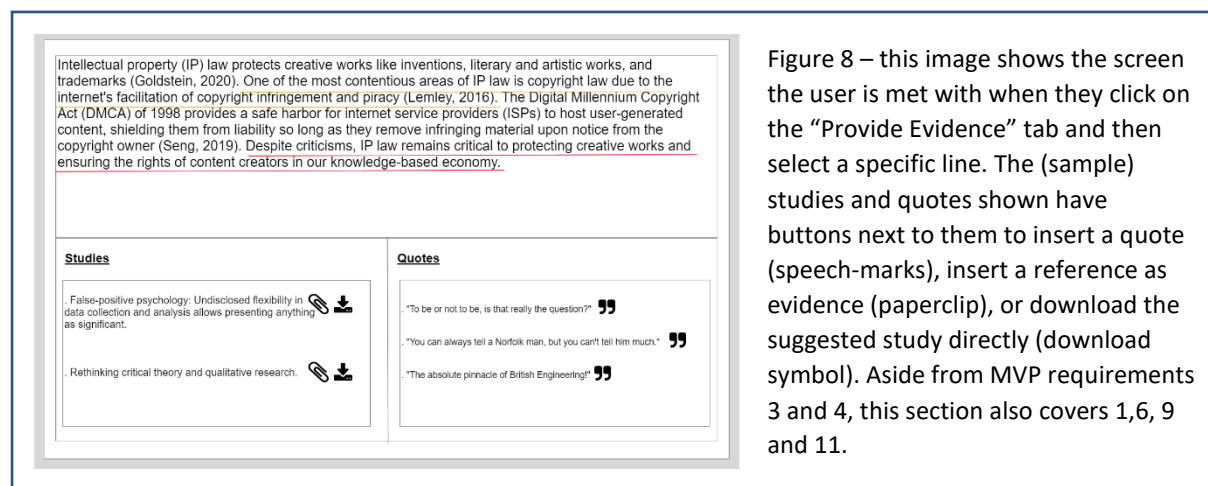 Intellectual property (IP) law protects creative works like inventions, literary and artistic works, and
trademarks (Goldstein, 2020). One of the most contentious areas of IP law is copyright law due to the
internet's facilitation of copyright infringement and piracy (Lemley, 2016). The Digital Millennium Copyright
Act (DMCA) of 1998 provides a safe harbor for internet service providers (ISPs) to host user-generated
content, shielding them from liability so long as they remove infringing material upon notice from the
copyright owner (Seng, 2019). Despite criticisms, IP law remains critical to protecting creative works and
ensuring the rights of content creators in our knowledge-based economy.
Studies
. False-positive psychology: Undisclosed flexibility in
data collection and analysis allows presenting anything
as significant.
. Rethinking critical theory and qualitative research.
Quotes
. "To be or not to be, is that really the question?"
. "You can always tell a Norfolk man, but you can't tell him much."
. "The absolute pinnacle of British Engineering!"
Figure 8 – this image shows the screen
the user is met with when they click on
the “Provide Evidence” tab and then
select a specific line. The (sample)
studies and quotes shown have
buttons next to them to insert a quote
(speech-marks), insert a reference as
evidence (paperclip), or download the
suggested study directly (download
symbol). Aside from MVP requirements
3 and 4, this section also covers 1,6, 9
and 11.